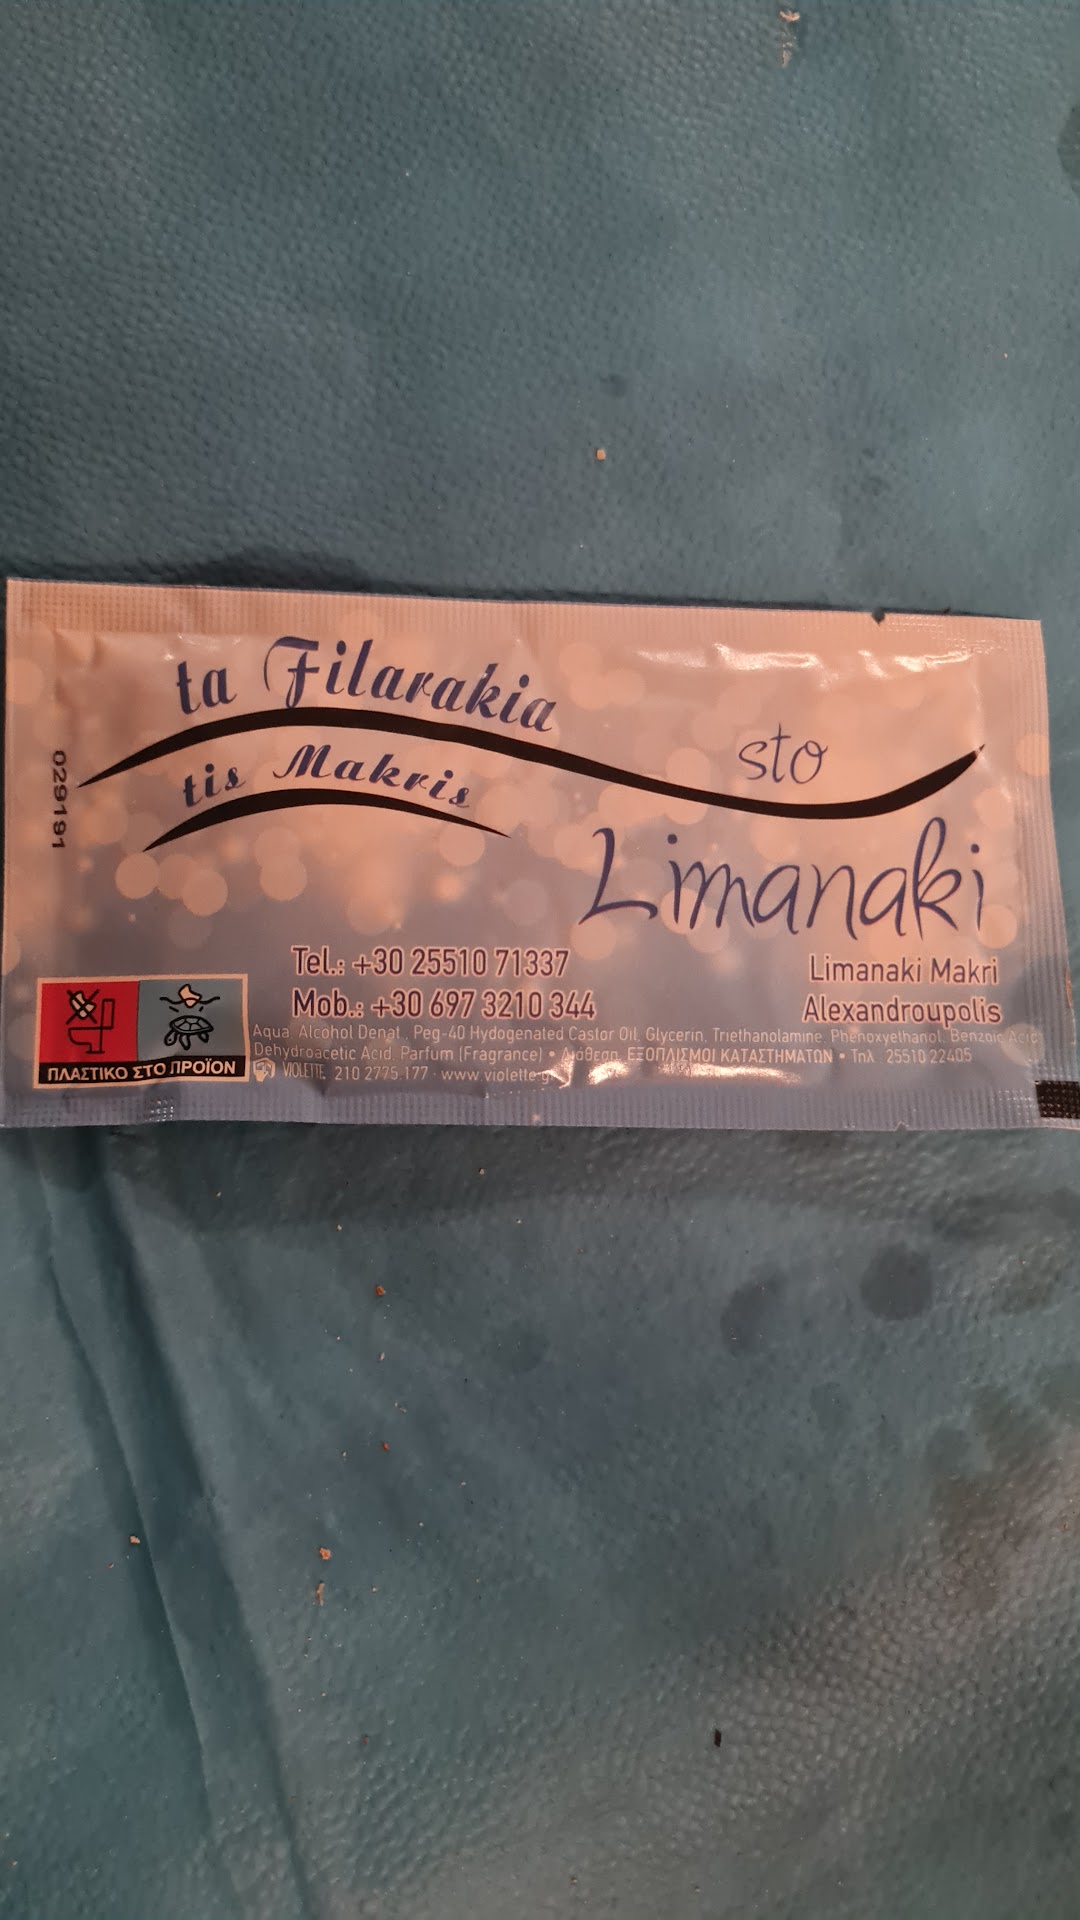 ta Filarakia
tis Makris
sto
Limanaki
029191
Tel.: +30 25510 71337
Mob.: +30 697 3210 344
Limanaki Makri
Alexandroupolis
Aqua, Alcohol Denat., Peg-40 Hydogenated Castor Oil, Glycerin, Triethanolamine, Phenoxyethanol, Benzoic Acid
Dehydroacetic Acid, Parfum (Fragrance) • Διάθεση ΕΞΟΠΛΙΣΜΟΙ ΚΑΤΑΣΤΗΜΑΤΩΝ • Τηλ. 25510 22405
VIOLETTE 210 2775.177 · www.violette
ΠΛΑΣΤΙΚΟ ΣΤΟ ΠΡΟΪΟΝ